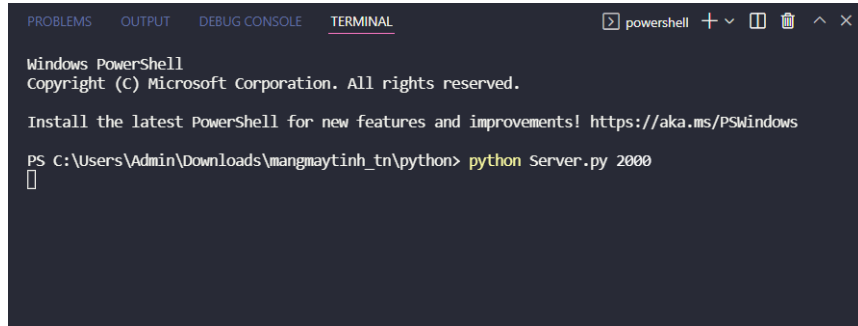 PROBLEMS OUTPUT DEBUG CONSOLE TERMINAL powershell
Windows PowerShell
Copyright (C) Microsoft Corporation. All rights reserved.
Install the latest PowerShell for new features and improvements! https://aka.ms/PSWindows
PS C:\Users\Admin\Downloads\mangmaytinh_tn\python> python Server.py 2000